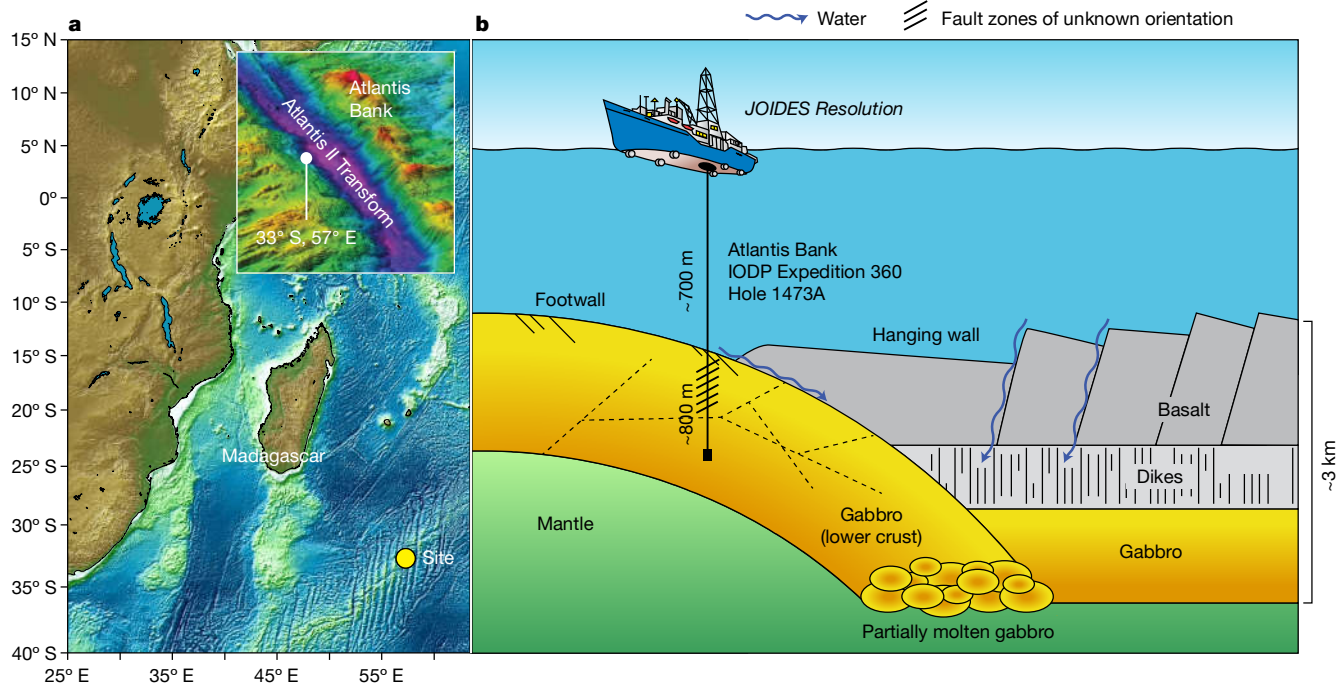 a
15° N
10° N
5° N
0°
5° S
10° S
15° S
20° S
25° S
30° S
35° S
40° S
25° E
35° E
45° E
55° E
Atlantis
Bank
Atlantis II Transform
33° S, 57° E
Madagascar
Site
b
Water
Fault zones of unknown orientation
JOIDES Resolution
~700 m
Atlantis Bank
IODP Expedition 360
Hole 1473A
Footwall
Hanging wall
~800 m
Basalt
Dikes
~3 km
Mantle
Gabbro
(lower crust)
Gabbro
Partially molten gabbro